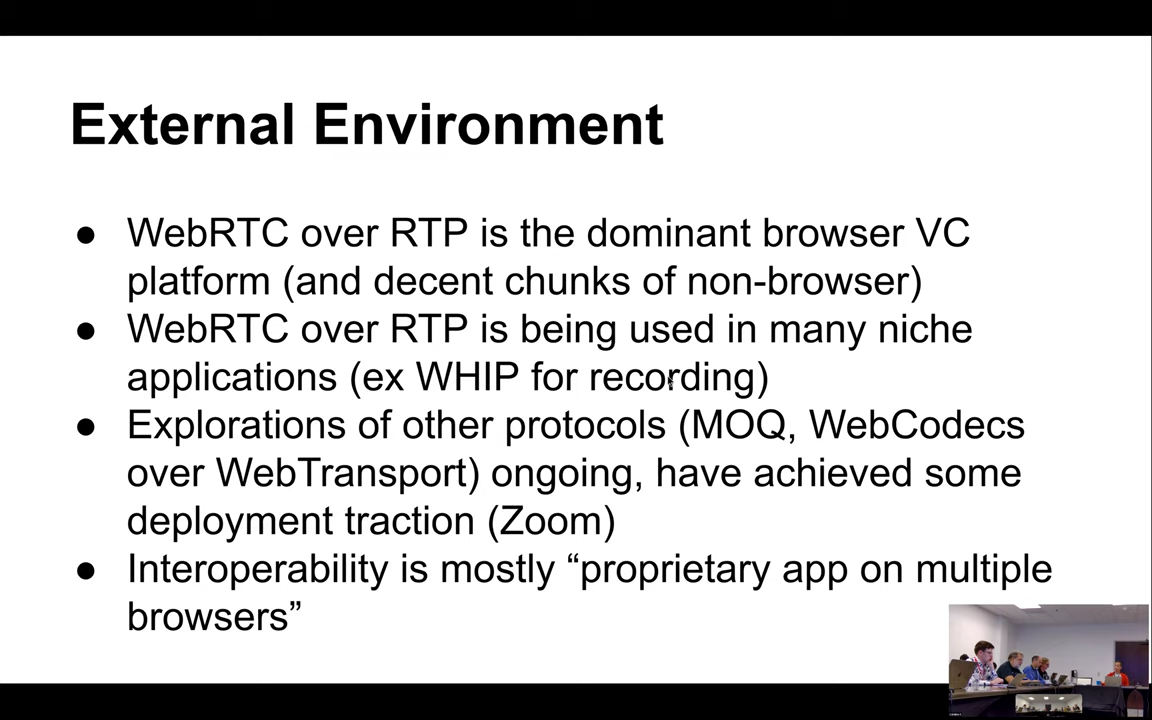 External Environment
● WebRTC over RTP is the dominant browser VC
platform (and decent chunks of non-browser)
● WebRTC over RTP is being used in many niche
applications (ex WHIP for recording)
● Explorations of other protocols (MOQ, WebCodecs
over WebTransport) ongoing, have achieved some
deployment traction (Zoom)
● Interoperability is mostly “proprietary app on multiple
browsers”